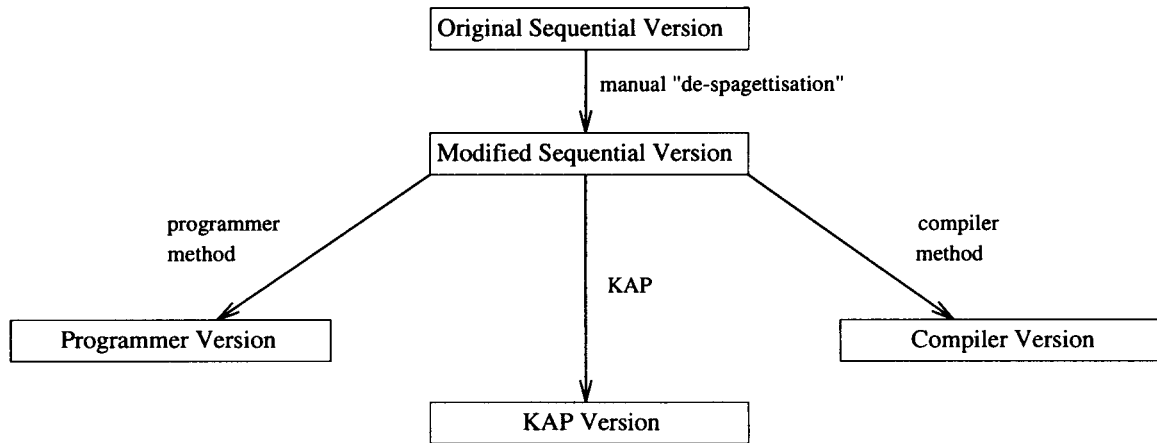 Original Sequential Version
manual "de-spagettisation"
Modified Sequential Version
programmer
method
compiler
method
KAP
Programmer Version
Compiler Version
KAP Version